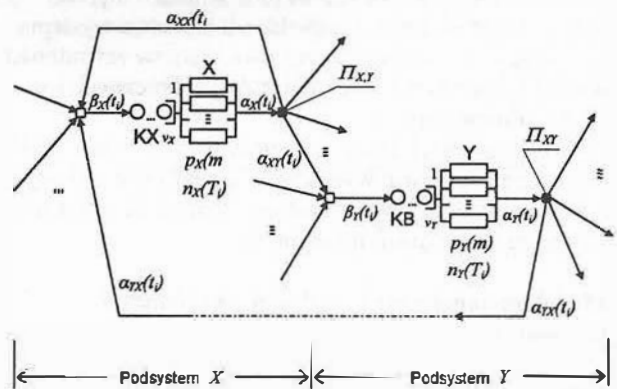 αXX(ti
X
ΠX,Y
βX(ti)
1
αX(ti)
KX
νX
...
αXY(ti)
pX(m
nX(Ti)
Y
ΠXY
1
βY(ti)
KB
νY
αY(ti)
pY(m)
nY(Ti)
αYX(ti)
αYX(ti)
Podsystem X
Podsystem Y